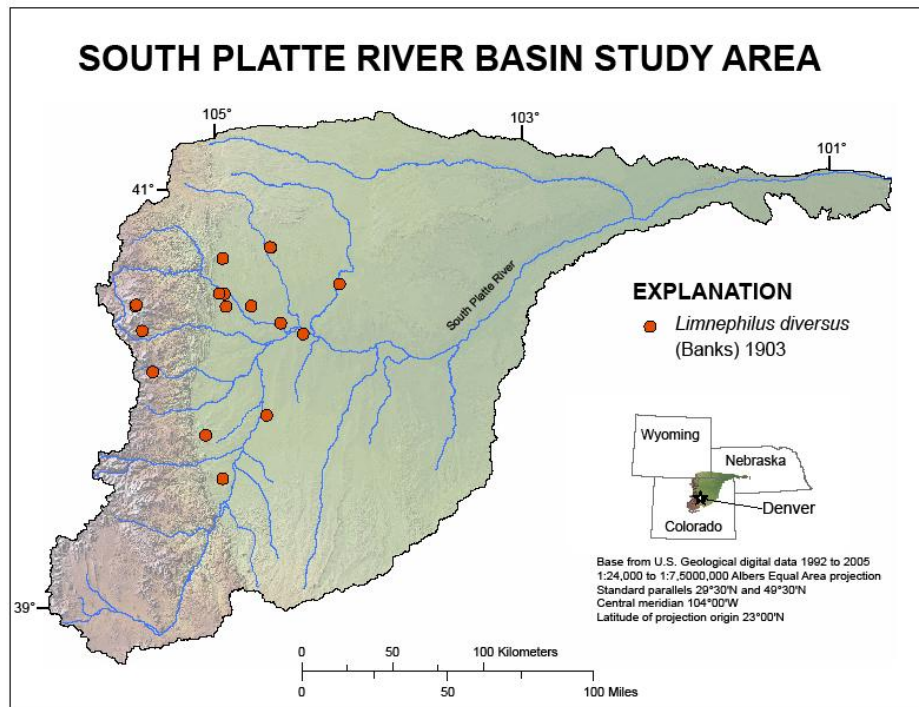 SOUTH PLATTE RIVER BASIN STUDY AREA
105°
103°
101°
41°
South Platte River
EXPLANATION
Limnephilus diversus
(Banks) 1903
Wyoming
Nebraska
Denver
Colorado
Base from U.S. Geological digital data 1992 to 2005
1:24,000 to 1:7,5000,000 Albers Equal Area projection
Standard parallels 29°30'N and 49°30'N
Central meridian 104°00'W
Latitude of projection origin 23°00'N
39°
0 50 100 Kilometers
0 50 100 Miles